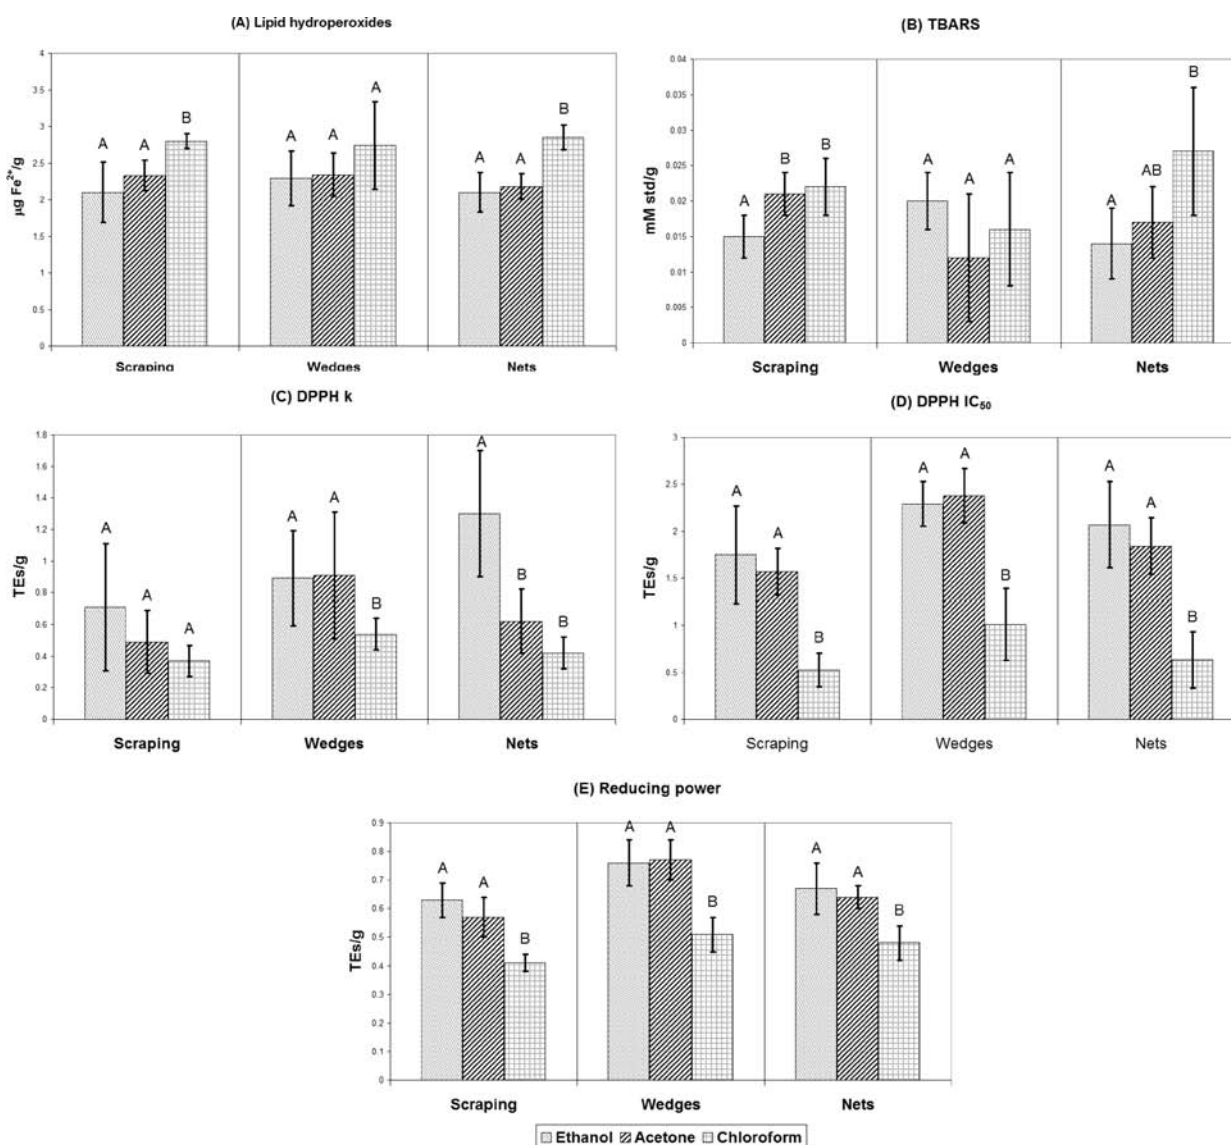 (A) Lipid hydroperoxides
4
3.5
3
2.5
2
1.5
1
0.5
0
µg Fe²⁺/g
A A B
A A A
A A B
Scraping Wedges Nets
(B) TBARS
0.04
0.035
0.03
0.025
0.02
0.015
0.01
0.005
0
mM std/g
A B B
A A A
A AB B
Scraping Wedges Nets
(C) DPPH k
1.8
1.6
1.4
1.2
1
0.8
0.6
0.4
0.2
0
TEs/g
A A A
A A B
A B B
Scraping Wedges Nets
(D) DPPH IC₅₀
3
2.5
2
1.5
1
0.5
0
TEs/g
A A B
A A B
A A B
Scraping Wedges Nets
(E) Reducing power
0.9
0.8
0.7
0.6
0.5
0.4
0.3
0.2
0.1
0
TEs/g
A A B
A A B
A A B
Scraping Wedges Nets
Ethanol Acetone Chloroform